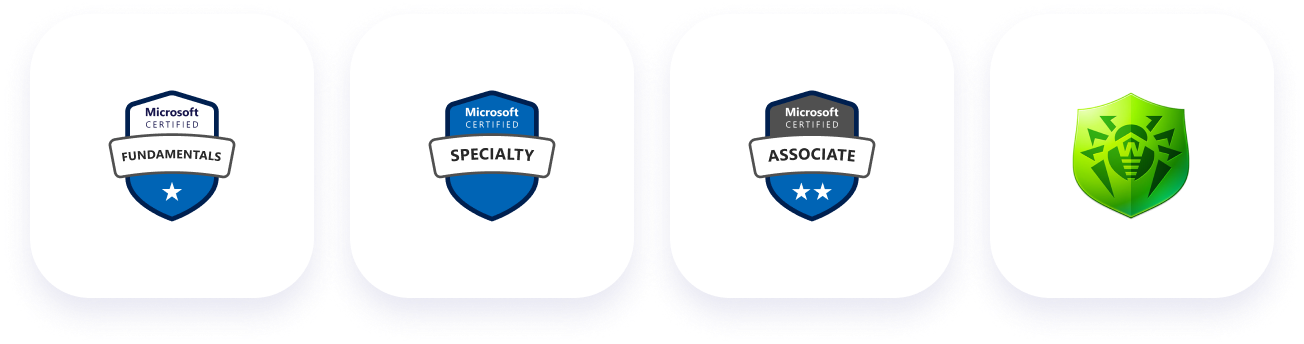 Microsoft
CERTIFIED
FUNDAMENTALS
Microsoft
CERTIFIED
SPECIALTY
Microsoft
CERTIFIED
ASSOCIATE